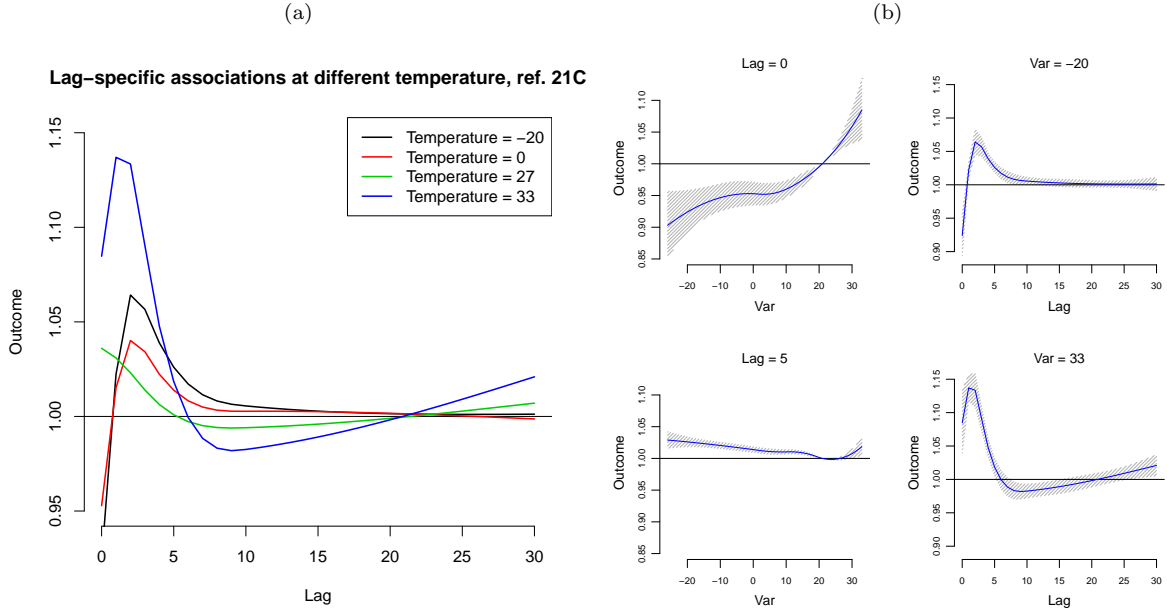 (a)
Lag−specific associations at different temperature, ref. 21C
Temperature = −20
Temperature = 0
Temperature = 27
Temperature = 33
Outcome
0.95
1.00
1.05
1.10
1.15
0 5 10 15 20 25 30
Lag
(b)
Lag = 0
Outcome
0.85 0.90 0.95 1.00 1.05 1.10
−20 −10 0 10 20 30
Var
Var = −20
Outcome
0.90 0.95 1.00 1.05 1.10 1.15
0 5 10 15 20 25 30
Lag
Lag = 5
Outcome
0.85 0.90 0.95 1.00 1.05 1.10
−20 −10 0 10 20 30
Var
Var = 33
Outcome
0.90 0.95 1.00 1.05 1.10 1.15
0 5 10 15 20 25 30
Lag